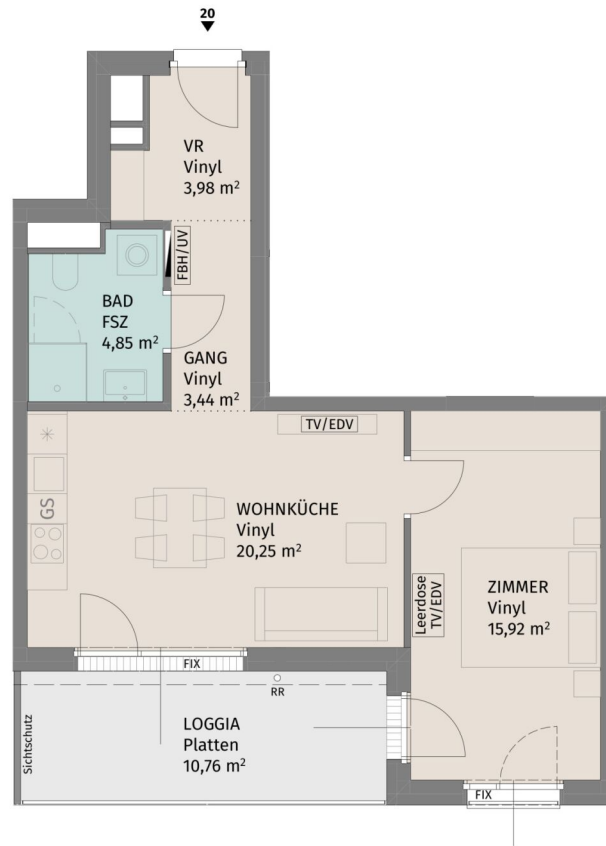 20
VR
Vinyl
3,98 m²
FBH/UV
BAD
FSZ
4,85 m²
GANG
Vinyl
3,44 m²
TV/EDV
GS
WOHNKÜCHE
Vinyl
20,25 m²
Leerdose
TV/EDV
ZIMMER
Vinyl
15,92 m²
FIX
RR
Sichtschutz
LOGGIA
Platten
10,76 m²
FIX